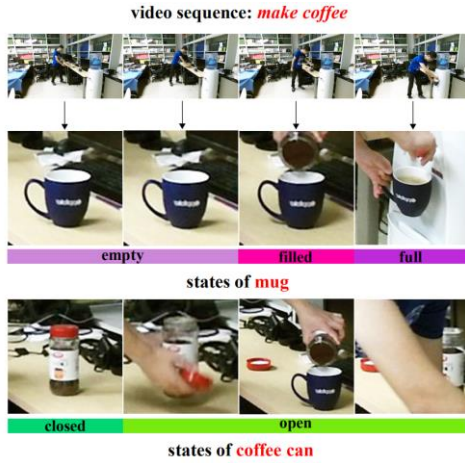 video sequence: make coffee
empty filled full
states of mug
closed open
states of coffee can